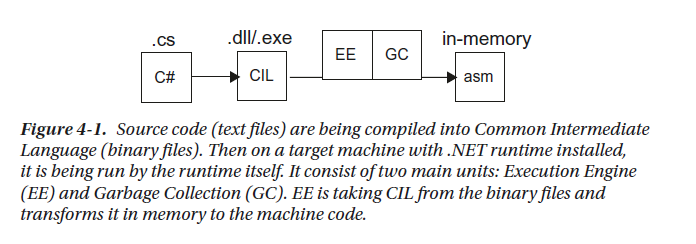 .cs .dll/.exe in-memory
C# CIL EE GC asm
Figure 4-1. Source code (text files) are being compiled into Common Intermediate
Language (binary files). Then on a target machine with .NET runtime installed,
it is being run by the runtime itself. It consist of two main units: Execution Engine
(EE) and Garbage Collection (GC). EE is taking CIL from the binary files and
transforms it in memory to the machine code.